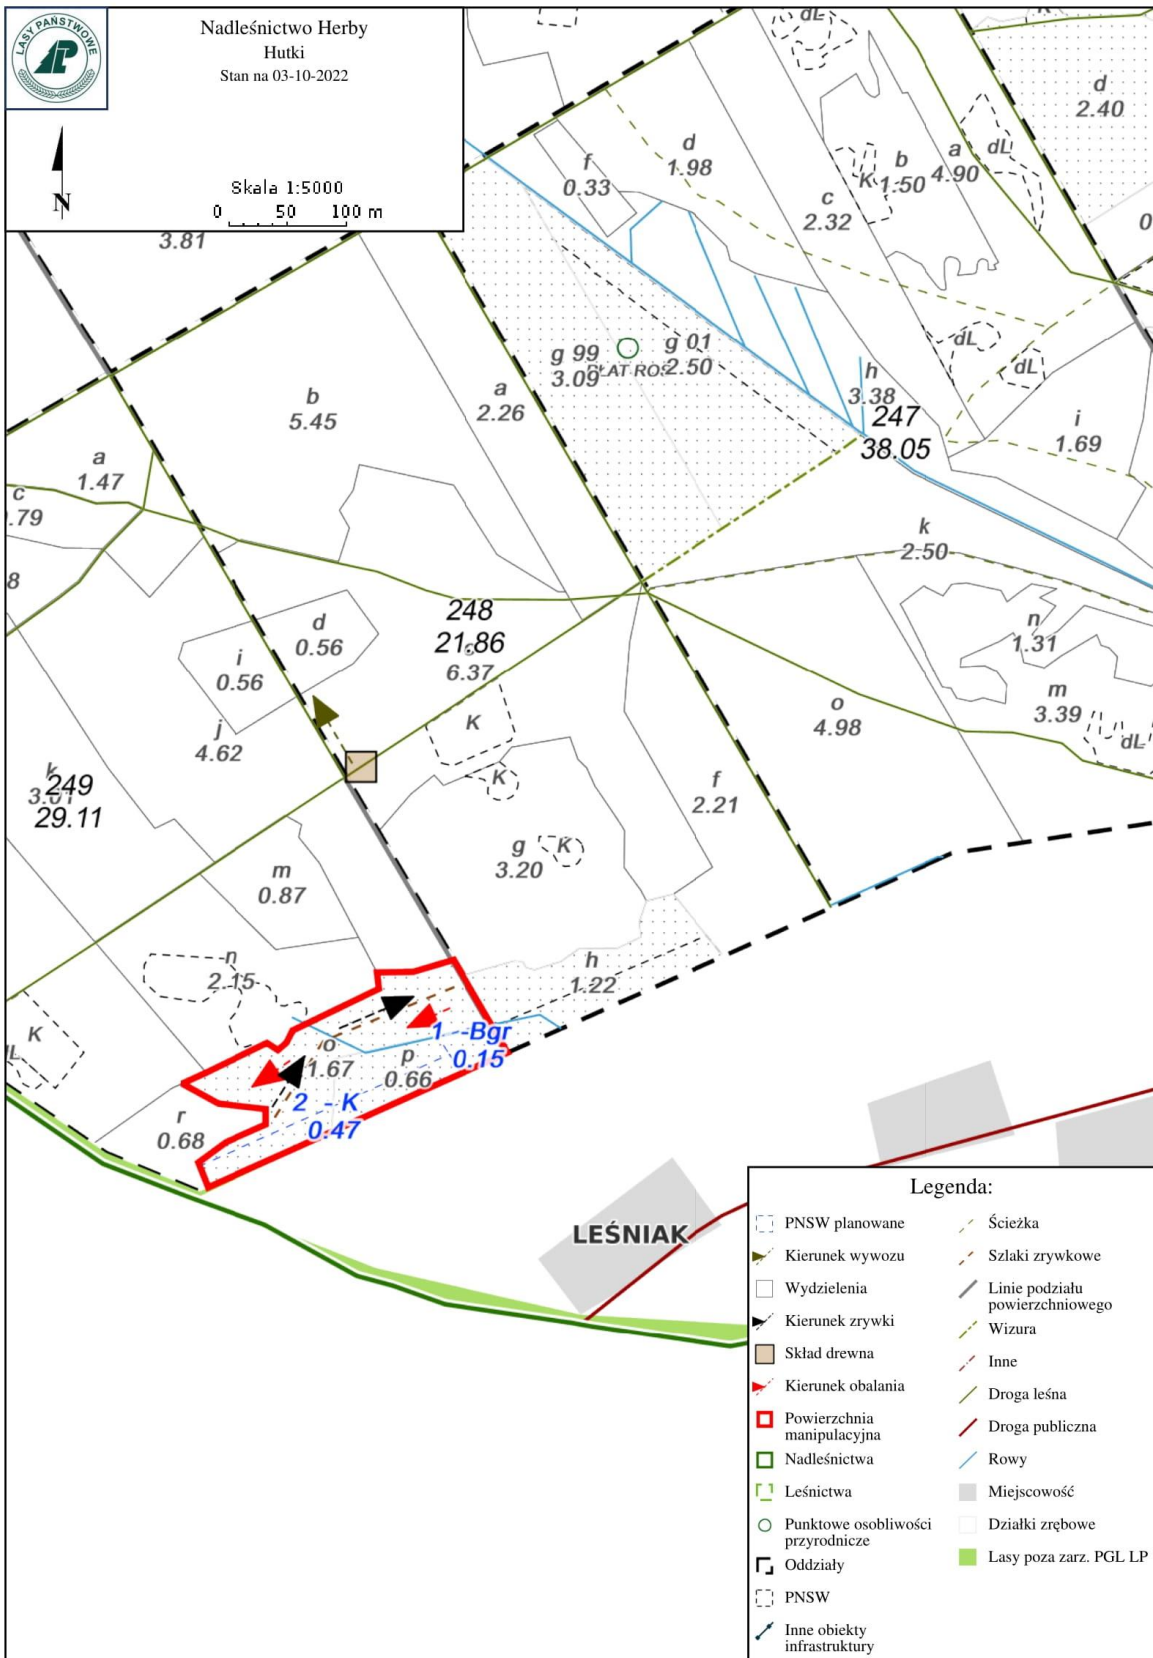 LASY PAŃSTWOWE
Nadleśnictwo Herby
Hutki
Stan na 03-10-2022
N
Skala 1:5000
0 50 100 m
3.81
dL
K
d
2.40
f
0.33
d
1.98
K
b
1.50
a
4.90
dL
c
2.32
0
g 99
3.09
g 01
2.50
dL
dL
b
5.45
a
2.26
h
3.38
247
38.05
i
1.69
a
1.47
c
.79
k
2.50
8
d
0.56
i
0.56
248
21.86
6.37
n
1.31
j
4.62
K
o
4.98
m
3.39
dL
k
249
29.11
K
f
2.21
g
3.20
K
m
0.87
n
2.15
h
1.22
K
1 -Bgr
0.15
o
1.67
p
0.66
2 - K
0.47
r
0.68
LEŚNIAK
Legenda:
PNSW planowane
Kierunek wywozu
Wydzielenia
Kierunek zrywki
Skład drewna
Kierunek obalania
Powierzchnia
manipulacyjna
Nadleśnictwa
Leśnictwa
Punktowe osobliwości
przyrodnicze
Oddziały
PNSW
Inne obiekty
infrastruktury
Ścieżka
Szlaki zrywkowe
Linie podziału
powierzchniowego
Wizura
Inne
Droga leśna
Droga publiczna
Rowy
Miejscowość
Działki zrębowe
Lasy poza zarz. PGL LP